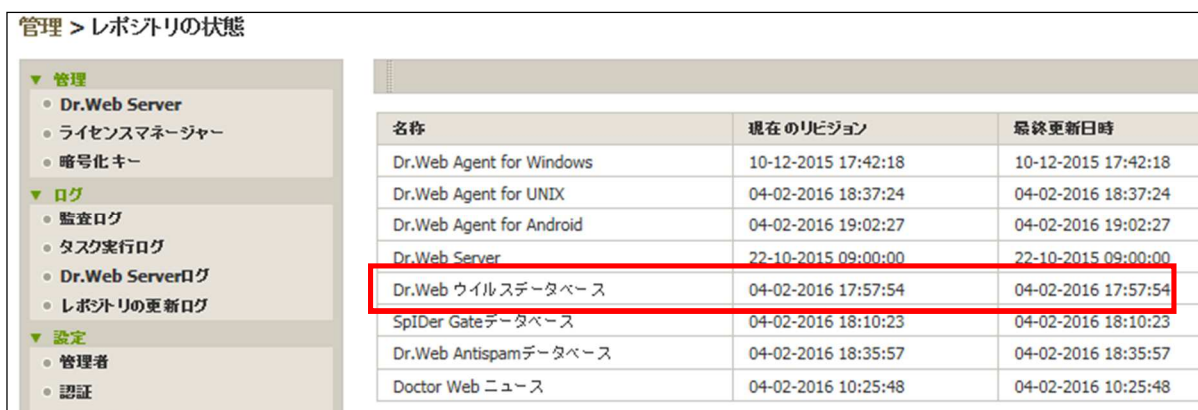 管理 > レポジトリの状態
管理
Dr.Web Server
ライセンスマネージャー
暗号化キー
ログ
監査ログ
タスク実行ログ
Dr.Web Serverログ
レポジトリの更新ログ
設定
管理者
認証
名称 現在のリビジョン 最終更新日時
Dr.Web Agent for Windows 10-12-2015 17:42:18 10-12-2015 17:42:18
Dr.Web Agent for UNIX 04-02-2016 18:37:24 04-02-2016 18:37:24
Dr.Web Agent for Android 04-02-2016 19:02:27 04-02-2016 19:02:27
Dr.Web Server 22-10-2015 09:00:00 22-10-2015 09:00:00
Dr.Web ウイルスデータベース 04-02-2016 17:57:54 04-02-2016 17:57:54
SpIDer Gateデータベース 04-02-2016 18:10:23 04-02-2016 18:10:23
Dr.Web Antispamデータベース 04-02-2016 18:35:57 04-02-2016 18:35:57
Doctor Web ニュース 04-02-2016 10:25:48 04-02-2016 10:25:48